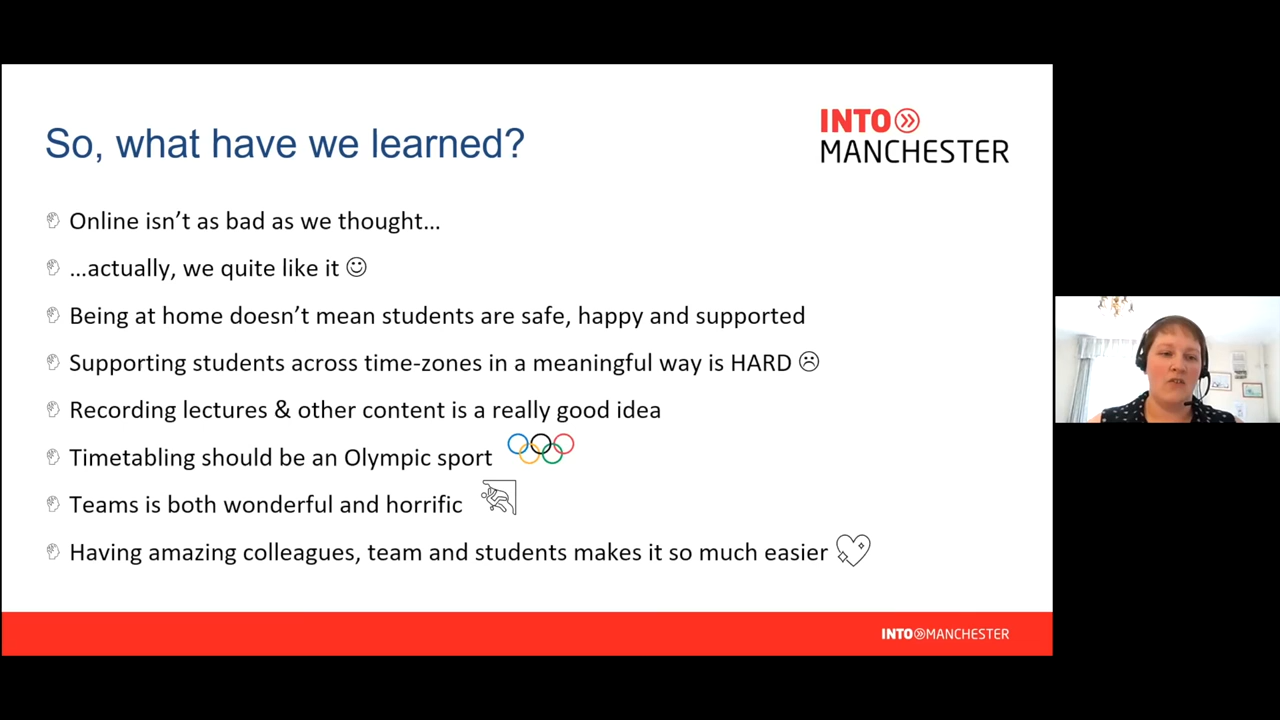 So, what have we learned?
INTO
MANCHESTER
Online isn't as bad as we thought...
...actually, we quite like it ☺
Being at home doesn't mean students are safe, happy and supported
Supporting students across time-zones in a meaningful way is HARD ☹
Recording lectures & other content is a really good idea
Timetabling should be an Olympic sport
Teams is both wonderful and horrific
Having amazing colleagues, team and students makes it so much easier
INTO MANCHESTER